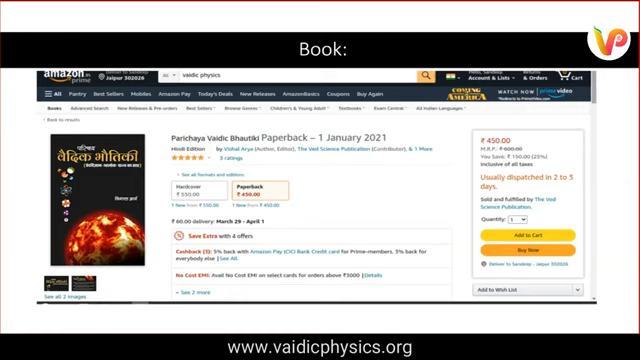 Book:
VP
amazon.in
prime
Deliver to Sandeep
Jaipur 302026
All
vaidic physics
Hello, Sandeep
Account & Lists
Returns
& Orders
Cart
All
Pantry
Best Sellers
Mobiles
Amazon Pay
Today's Deals
New Releases
AmazonBasics
Coupons
Buy Again
COMING 2 AMERICA
WATCH NOW prime video
Books
Advanced Search
New Releases & Pre-orders
Best Sellers
Browse Genres
Children's & Young Adult
Textbooks
Exam Central
All Indian Languages
Back to results
परिचय
वैदिक भौतिकी
विशाल आर्य
See all 2 images
Parichaya Vaidic Bhautiki Paperback – 1 January 2021
Hindi Edition by Vishal Arya (Author, Editor), The Ved Science Publication (Contributor), & 1 More
3 ratings
See all formats and editions
Hardcover
₹ 550.00
Paperback
₹ 450.00
1 New from ₹ 550.00
1 New from ₹ 450.00
₹ 60.00 delivery: March 29 - April 1
Save Extra with 4 offers
Cashback (3): 5% back with Amazon Pay ICICI Bank Credit card for Prime-members. 3% back for
everybody else | See All
No Cost EMI: Avail No Cost EMI on select cards for orders above ₹3000 | Details
See 2 more
₹ 450.00
M.R.P.: ₹ 600.00
You Save: ₹ 150.00 (25%)
Inclusive of all taxes
Usually dispatched in 2 to 3
days.
Sold and fulfilled by The Ved
Science Publication.
Quantity: 1
Add to Cart
Buy Now
Deliver to Sandeep - Jaipur 302026
Add to Wish List
www.vaidicphysics.org